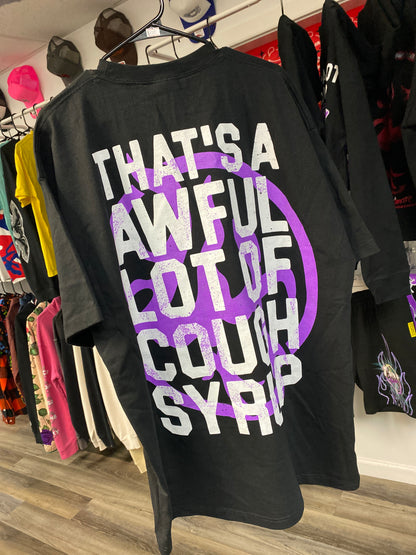 THAT'S A
AWFUL
LOT OF
COUGH
SYRUP